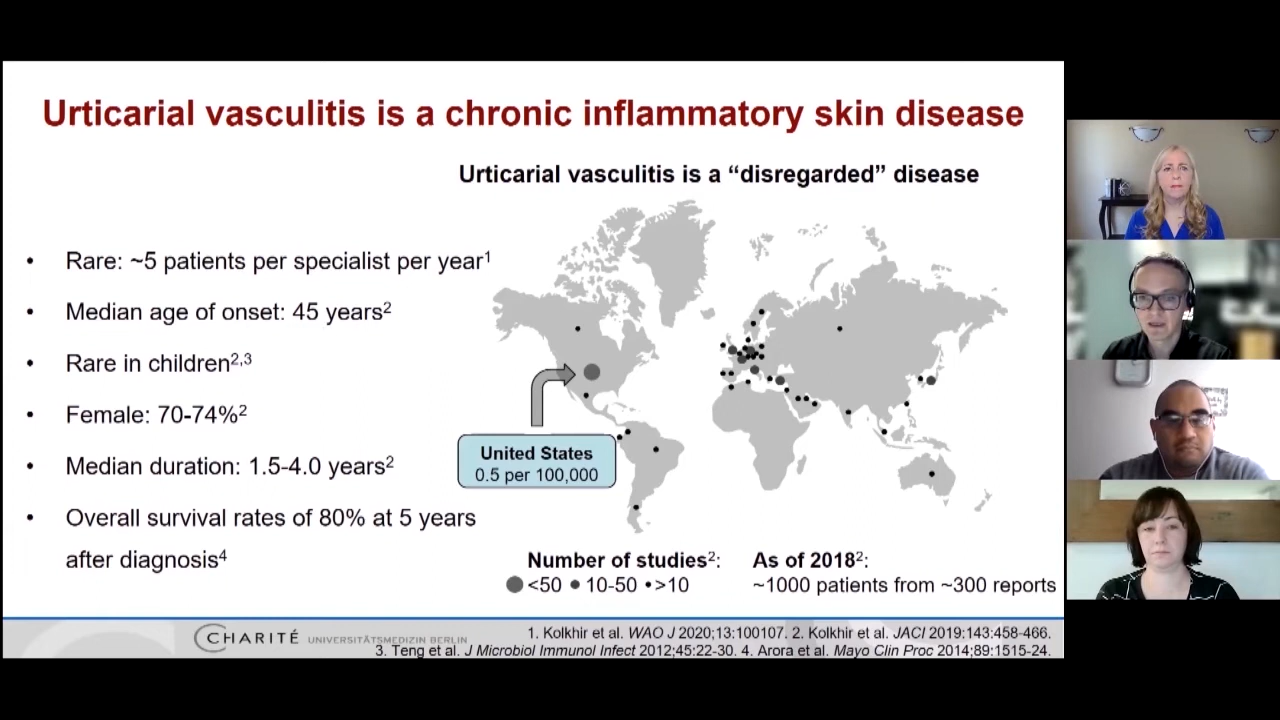 Urticarial vasculitis is a chronic inflammatory skin disease
Urticarial vasculitis is a “disregarded” disease
• Rare: ~5 patients per specialist per year1
• Median age of onset: 45 years2
• Rare in children2,3
• Female: 70-74%2
• Median duration: 1.5-4.0 years2
• Overall survival rates of 80% at 5 years
after diagnosis4
United States
0.5 per 100,000
Number of studies2:
<50 10-50 >10
As of 20182:
~1000 patients from ~300 reports
CHARITÉ UNIVERSITÄTSMEDIZIN BERLIN
1. Kolkhir et al. WAO J 2020;13:100107. 2. Kolkhir et al. JACI 2019:143:458-466.
3. Teng et al. J Microbiol Immunol Infect 2012;45:22-30. 4. Arora et al. Mayo Clin Proc 2014;89:1515-24.